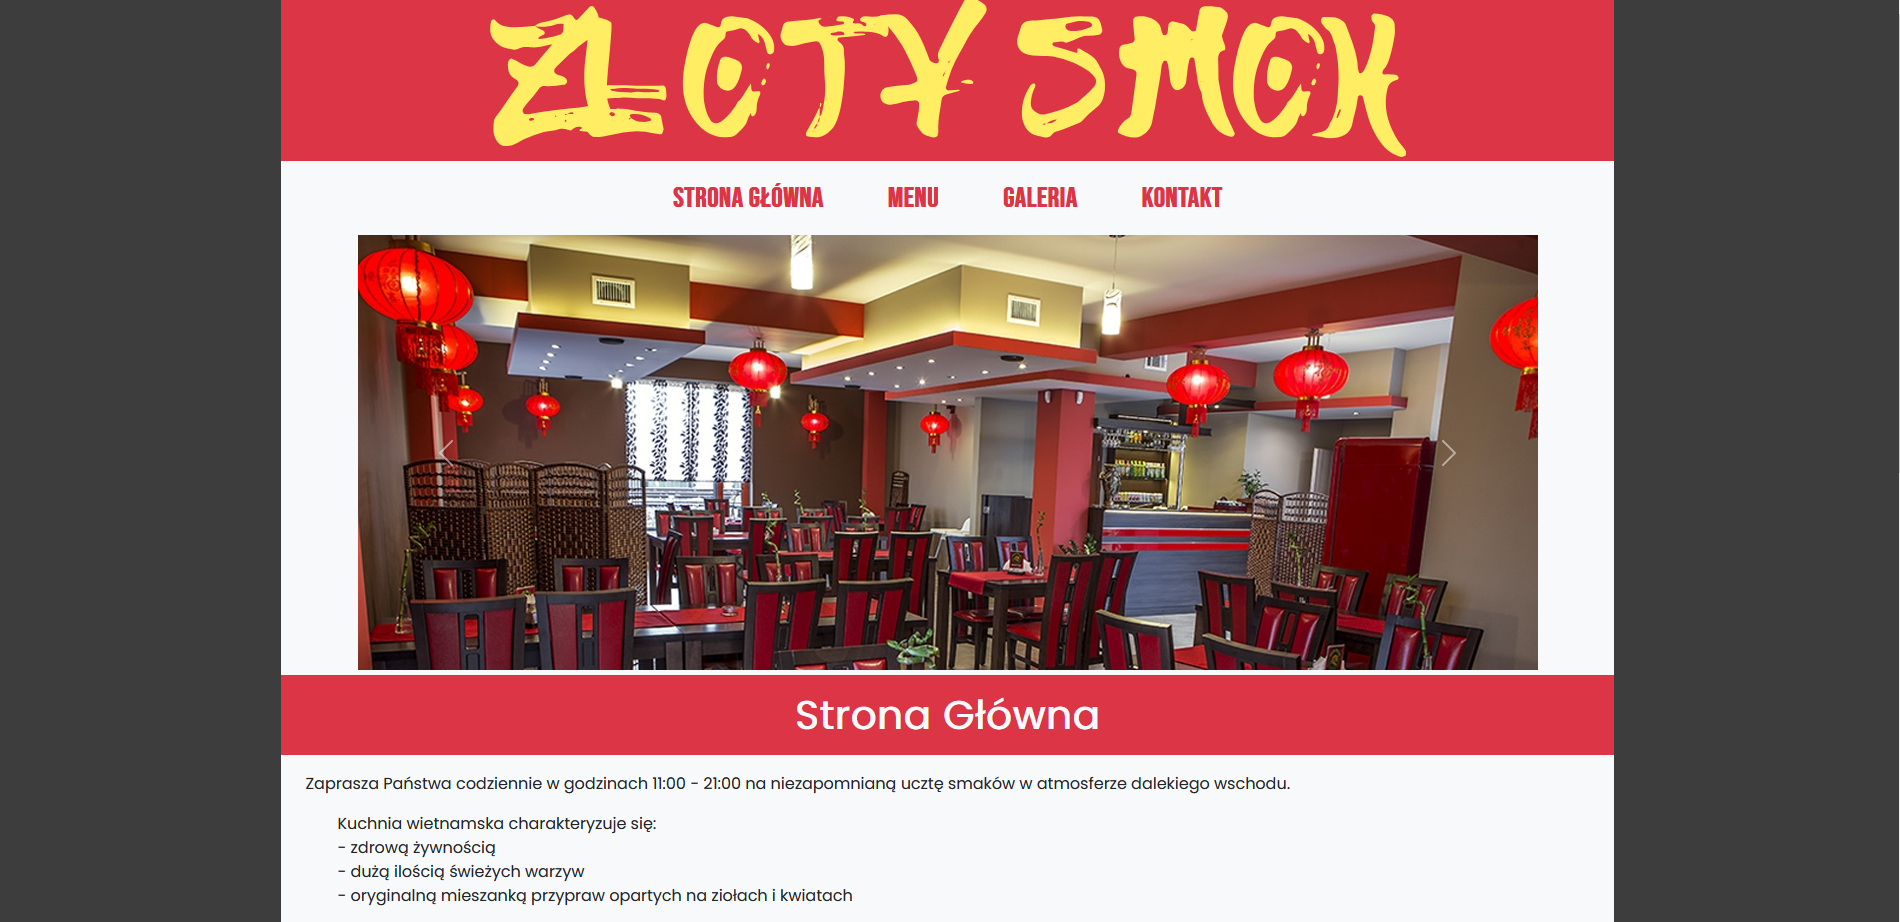 ZLOTY SMOK
STRONA GŁÓWNA MENU GALERIA KONTAKT
Strona Główna
Zaprasza Państwa codziennie w godzinach 11:00 - 21:00 na niezapomnianą ucztę smaków w atmosferze dalekiego wschodu.
Kuchnia wietnamska charakteryzuje się:
- zdrową żywnością
- dużą ilością świeżych warzyw
- oryginalną mieszanką przypraw opartych na ziołach i kwiatach